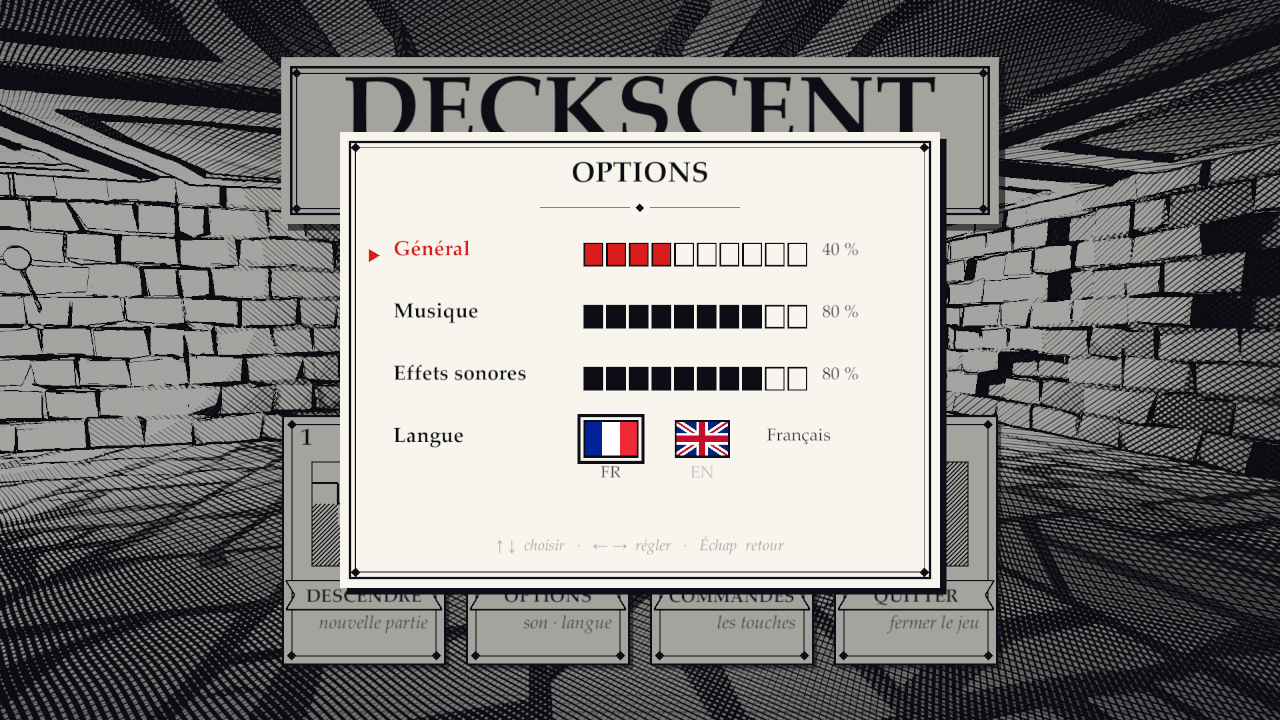 DECKSCENT
OPTIONS
Général 40 %
Musique 80 %
Effets sonores 80 %
Langue Français
FR EN
↑↓ choisir · ←→ régler · Échap retour
1
DESCENDRE OPTIONS COMMANDES QUITTER
nouvelle partie son · langue les touches fermer le jeu